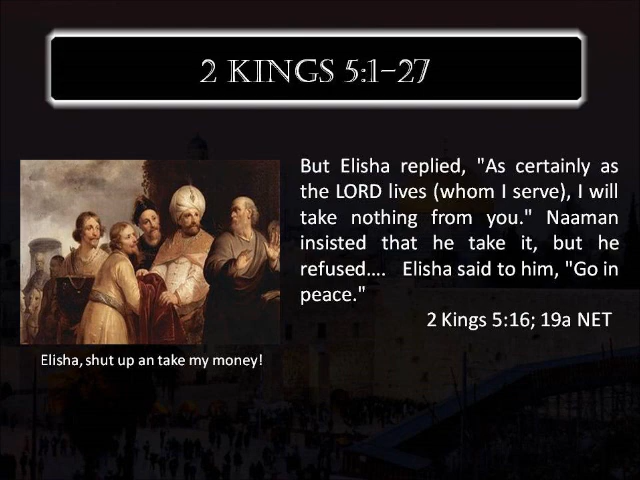 2 KINGS 5:1–27
But Elisha replied, "As certainly as
the LORD lives (whom I serve), I will
take nothing from you." Naaman
insisted that he take it, but he
refused…. Elisha said to him, "Go in
peace."
2 Kings 5:16; 19a NET
Elisha, shut up an take my money!